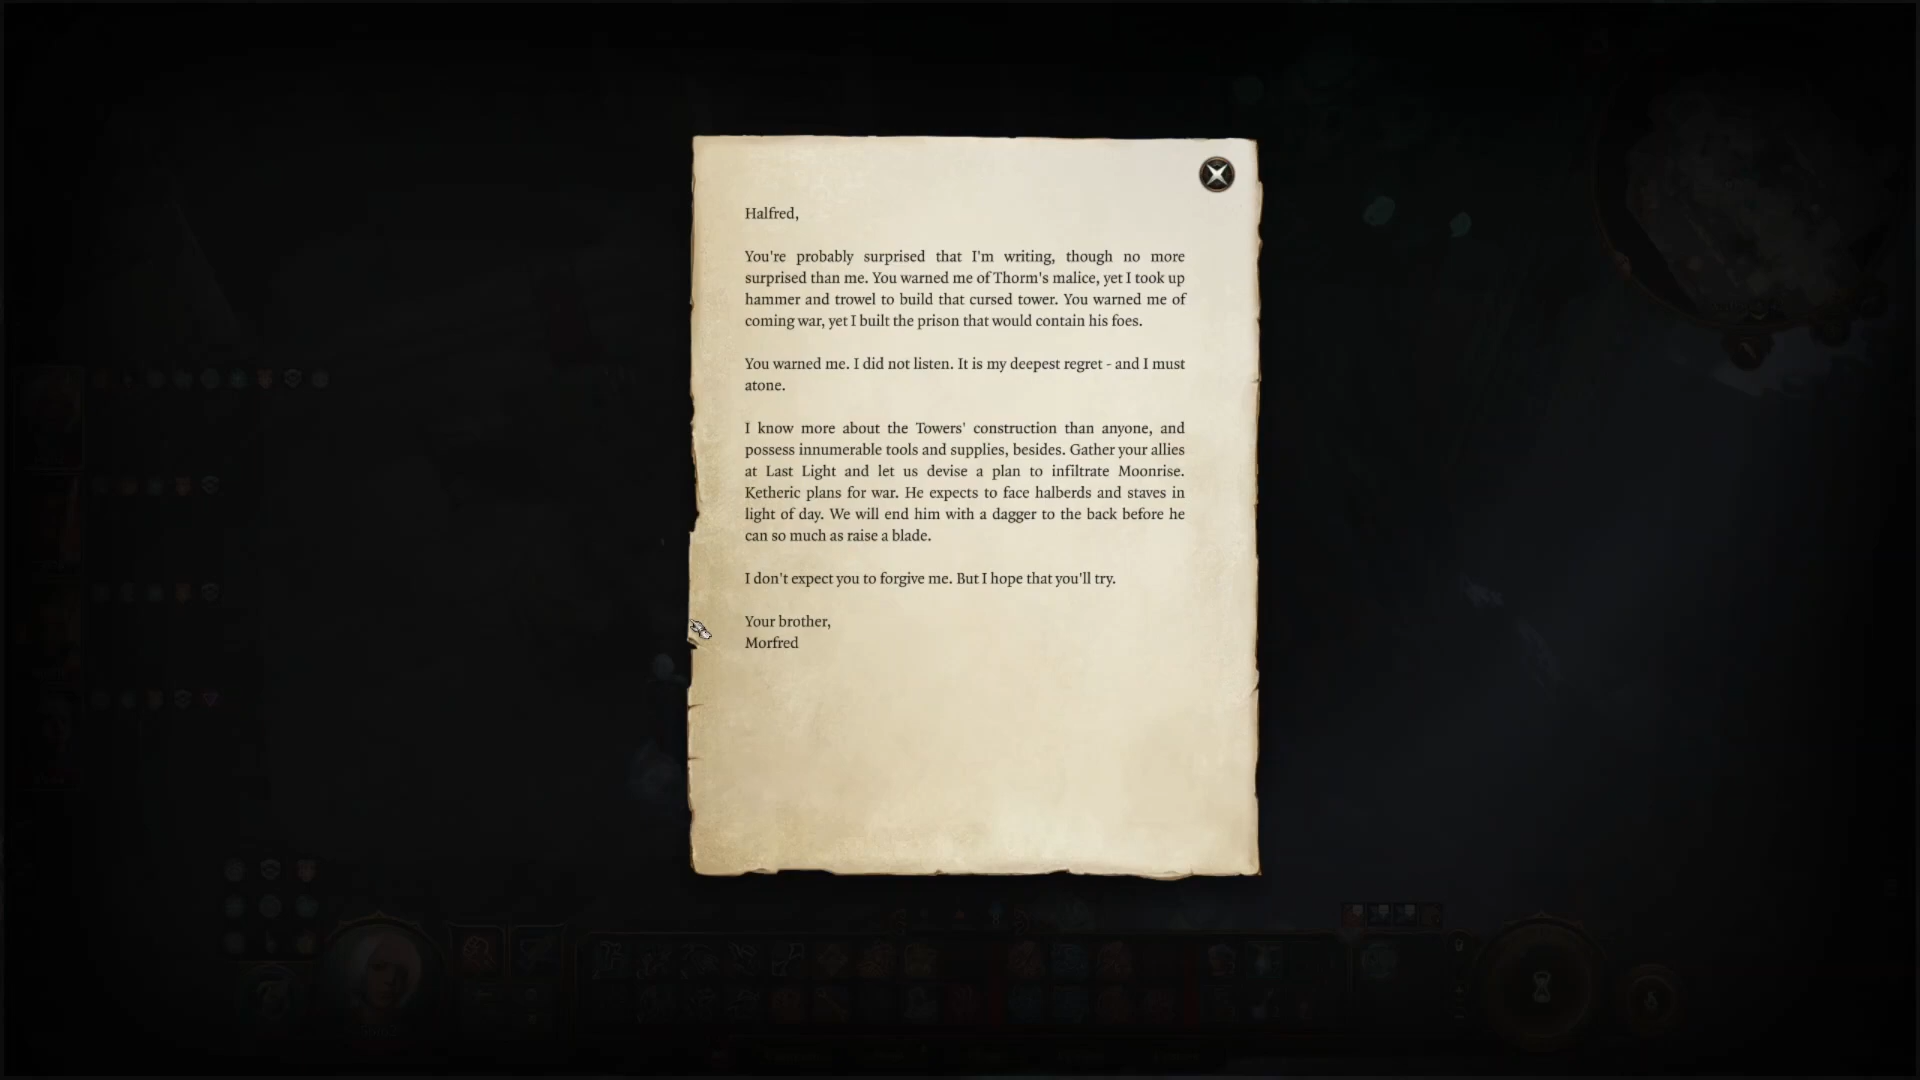 Halfred,
You're probably surprised that I'm writing, though no more
surprised than me. You warned me of Thorm's malice, yet I took up
hammer and trowel to build that cursed tower. You warned me of
coming war, yet I built the prison that would contain his foes.
You warned me. I did not listen. It is my deepest regret - and I must
atone.
I know more about the Towers' construction than anyone, and
possess innumerable tools and supplies, besides. Gather your allies
at Last Light and let us devise a plan to infiltrate Moonrise.
Ketheric plans for war. He expects to face halberds and staves in
light of day. We will end him with a dagger to the back before he
can so much as raise a blade.
I don't expect you to forgive me. But I hope that you'll try.
Your brother,
Morfred